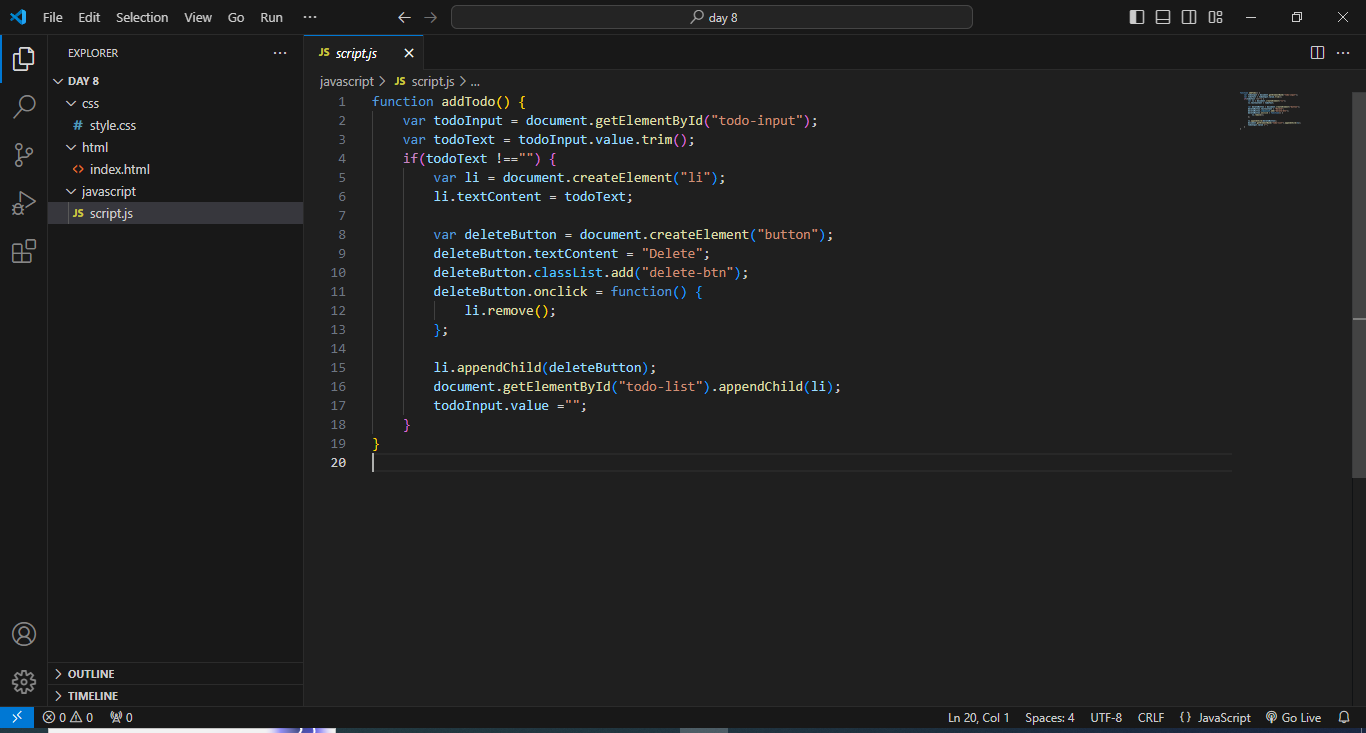 File Edit Selection View Go Run ···
day 8
EXPLORER ···
DAY 8
css
# style.css
html
<> index.html
javascript
JS script.js
OUTLINE
TIMELINE
JS script.js
javascript > JS script.js > ...
1 function addTodo() {
2 var todoInput = document.getElementById("todo-input");
3 var todoText = todoInput.value.trim();
4 if(todoText !=="") {
5 var li = document.createElement("li");
6 li.textContent = todoText;
7
8 var deleteButton = document.createElement("button");
9 deleteButton.textContent = "Delete";
10 deleteButton.classList.add("delete-btn");
11 deleteButton.onclick = function() {
12 li.remove();
13 };
14
15 li.appendChild(deleteButton);
16 document.getElementById("todo-list").appendChild(li);
17 todoInput.value ="";
18 }
19 }
20
0 0 0
Ln 20, Col 1 Spaces: 4 UTF-8 CRLF {} JavaScript Go Live